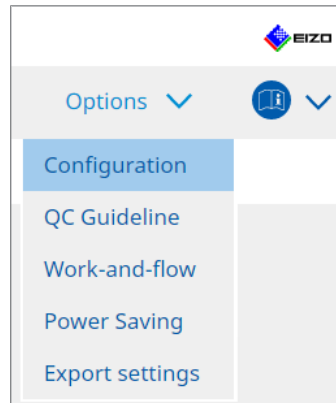 EIZO
Options
Configuration
QC Guideline
Work-and-flow
Power Saving
Export settings